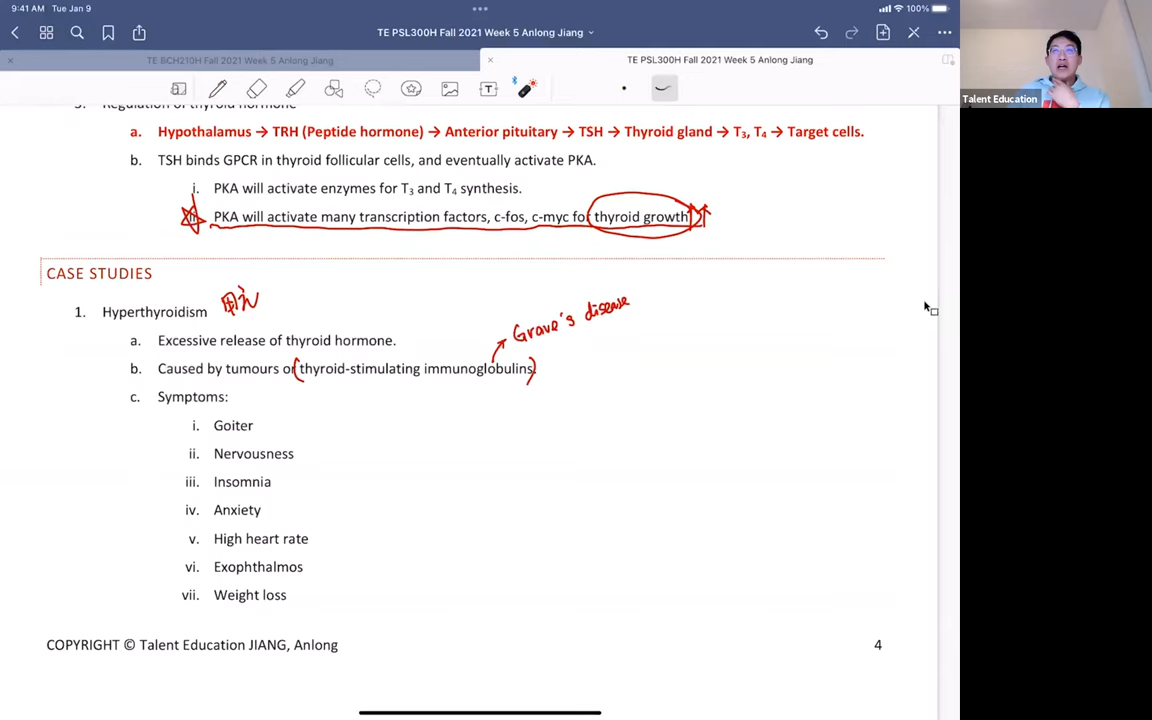 9:41 AM Tue Jan 9
100%
TE PSL300H Fall 2021 Week 5 Anlong Jiang
TE BCH210H Fall 2021 Week 5 Anlong Jiang
TE PSL300H Fall 2021 Week 5 Anlong Jiang
Talent Education
Regulation of thyroid hormone
a. Hypothalamus → TRH (Peptide hormone) → Anterior pituitary → TSH → Thyroid gland → T3, T4 → Target cells.
b. TSH binds GPCR in thyroid follicular cells, and eventually activate PKA.
i. PKA will activate enzymes for T3 and T4 synthesis.
PKA will activate many transcription factors, c-fos, c-myc for thyroid growth
CASE STUDIES
1. Hyperthyroidism
a. Excessive release of thyroid hormone.
Grave's disease
b. Caused by tumours or (thyroid-stimulating immunoglobulins)
c. Symptoms:
i. Goiter
ii. Nervousness
iii. Insomnia
iv. Anxiety
v. High heart rate
vi. Exophthalmos
vii. Weight loss
COPYRIGHT © Talent Education JIANG, Anlong 4